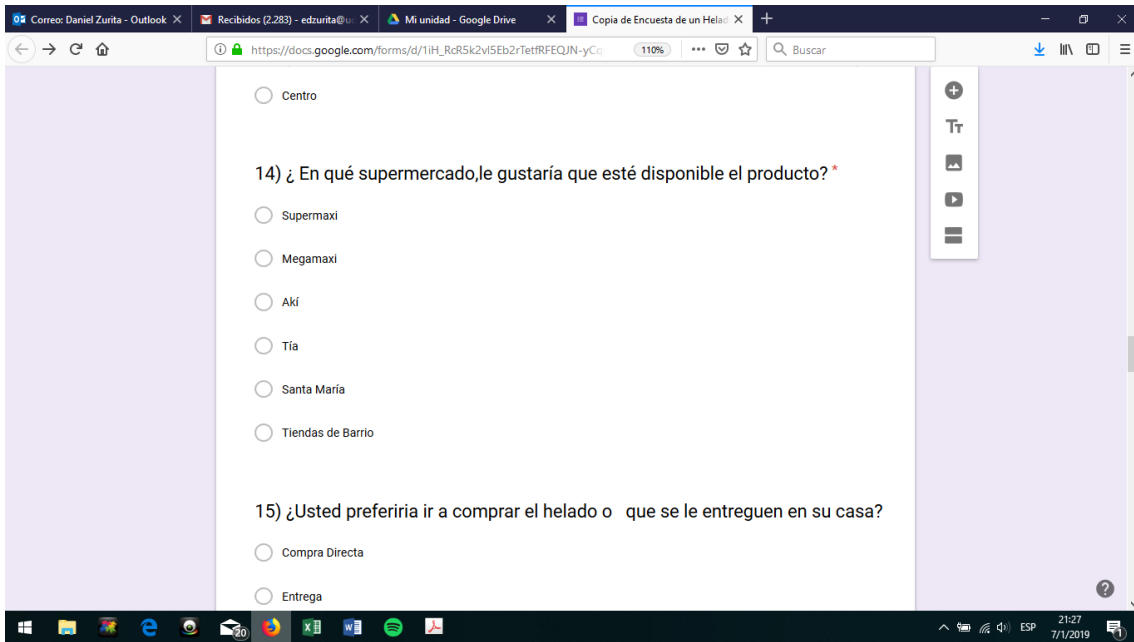 Correo: Daniel Zurita - Outlook
Recibidos (2.283) - edzurita@u
Mi unidad - Google Drive
Copia de Encuesta de un Helad
https://docs.google.com/forms/d/1iH_RcR5k2vl5Eb2rTetfRFEQJN-yCq
110%
Buscar
Centro
14) ¿ En qué supermercado,le gustaría que esté disponible el producto? *
Supermaxi
Megamaxi
Akí
Tía
Santa María
Tiendas de Barrio
15) ¿Usted preferiria ir a comprar el helado o   que se le entreguen en su casa?
Compra Directa
Entrega
20
ESP
21:27
7/1/2019
1